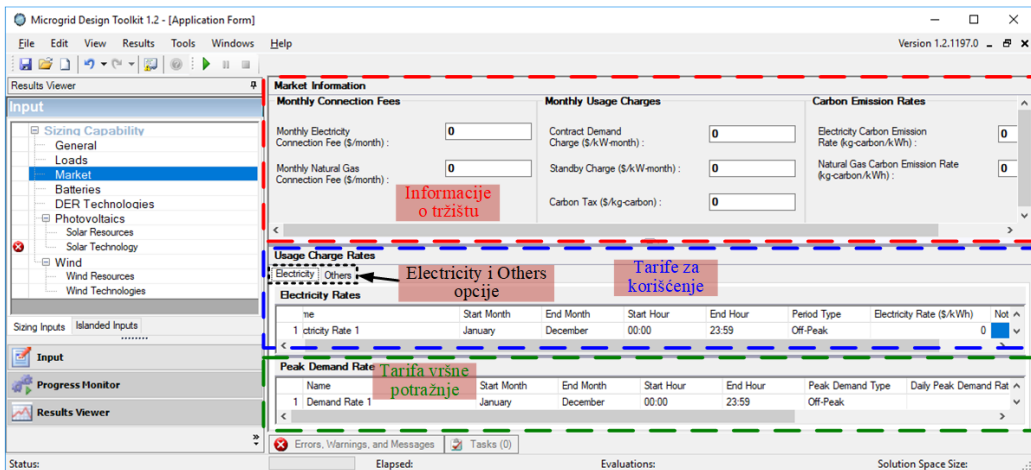 Microgrid Design Toolkit 1.2 - [Application Form]
File Edit View Results Tools Windows Help
Version 1.2.1197.0
Results Viewer
Input
Sizing Capability
General
Loads
Market
Batteries
DER Technologies
Photovoltaics
Solar Resources
Solar Technology
Wind
Wind Resources
Wind Technologies
Sizing Inputs Islanded Inputs
Input
Progress Monitor
Results Viewer
Market Information
Monthly Connection Fees
Monthly Electricity
Connection Fee ($/month) :
0
Monthly Natural Gas
Connection Fee ($/month) :
0
Monthly Usage Charges
Contract Demand
Charge ($/kW-month) :
0
Standby Charge ($/kW-month) :
0
Carbon Tax ($/kg-carbon) :
0
Carbon Emission Rates
Electricity Carbon Emission
Rate (kg-carbon/kWh) :
0
Natural Gas Carbon Emission Rate
(kg-carbon/kWh) :
0
Informacije
o tržištu
Usage Charge Rates
Electricity Others
Electricity i Others
opcije
Tarife za
korišćenje
Electricity Rates
me Start Month End Month Start Hour End Hour Period Type Electricity Rate ($/kWh) Not
1 ctricity Rate 1 January December 00:00 23:59 Off-Peak 0
Peak Demand Rate
Tarifa vršne
potražnje
Name Start Month End Month Start Hour End Hour Peak Demand Type Daily Peak Demand Rat
1 Demand Rate 1 January December 00:00 23:59 Off-Peak
Errors, Warnings, and Messages Tasks (0)
Status: Elapsed: Evaluations: Solution Space Size: